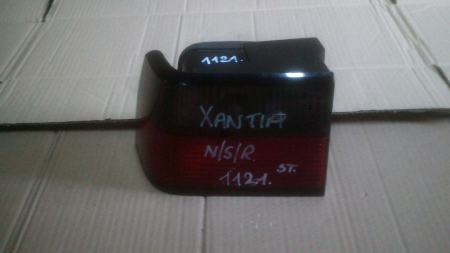 1121.
XANTIA
N/S/R.
ST.
1121.